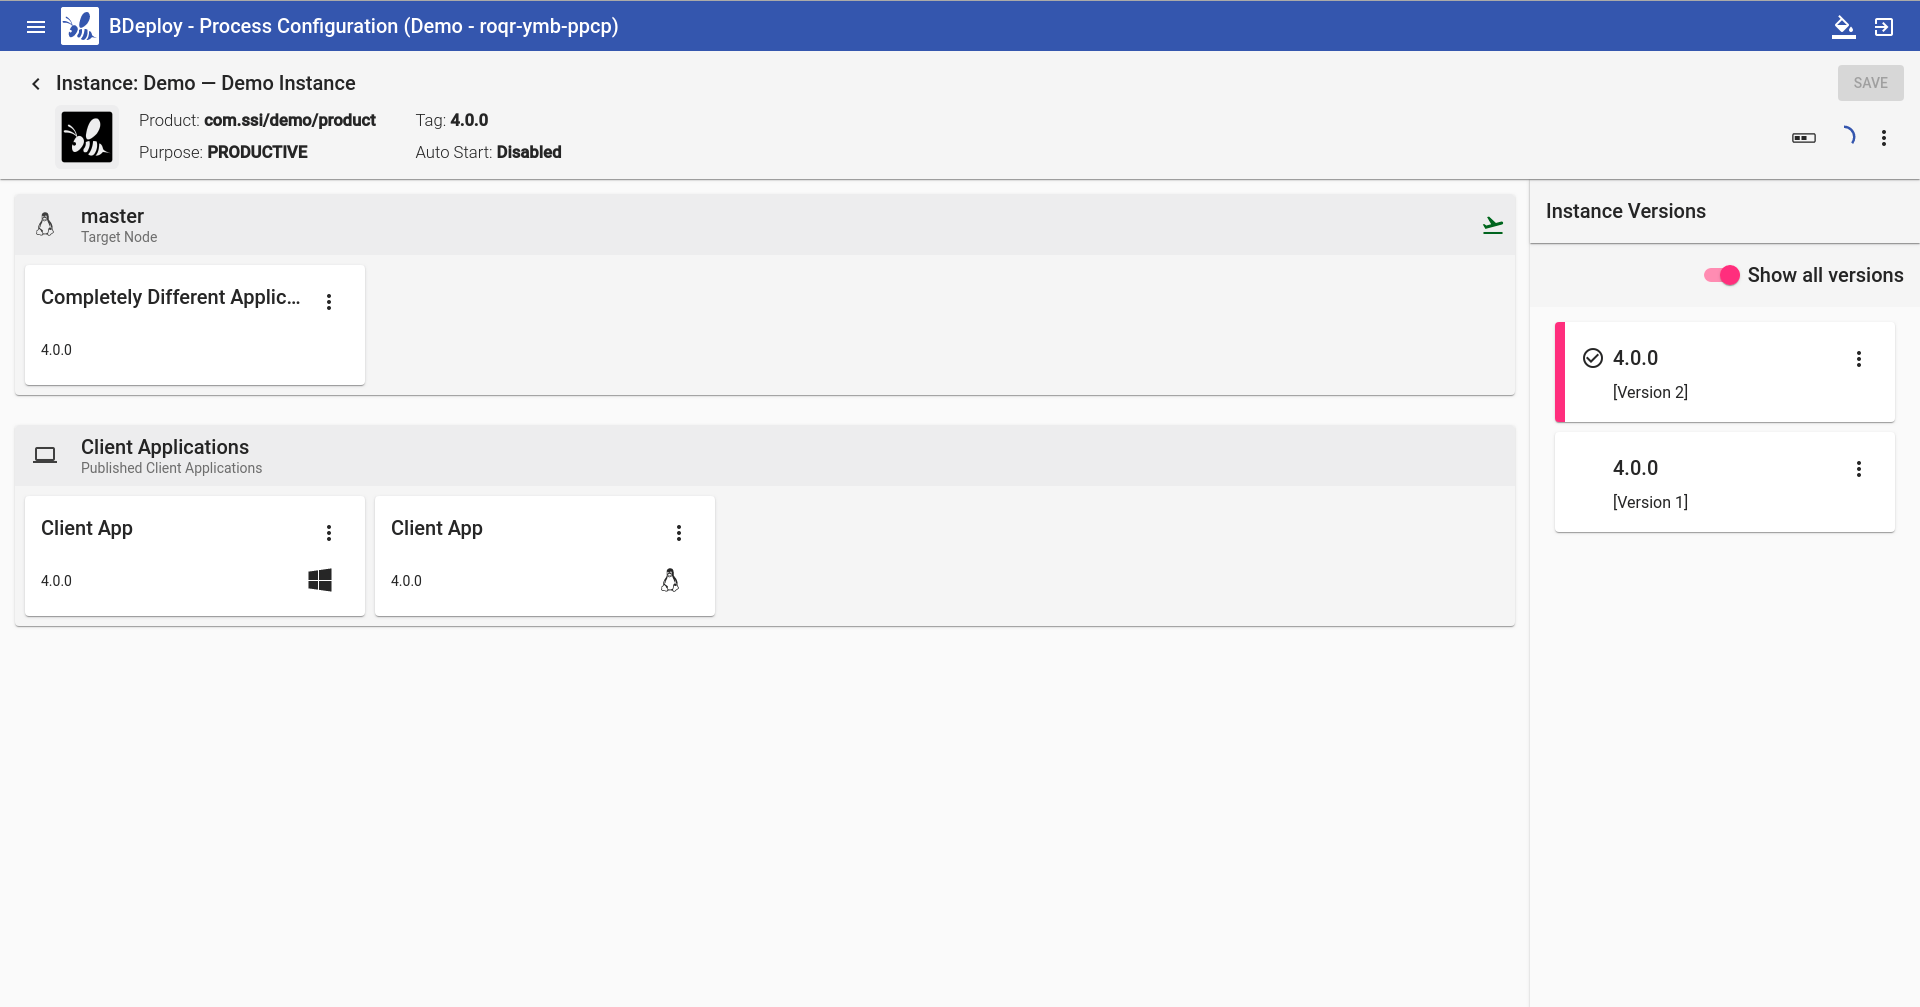 BDeploy - Process Configuration (Demo - roqr-ymb-ppcp)
Instance: Demo — Demo Instance
SAVE
Product: com.ssi/demo/product
Tag: 4.0.0
Purpose: PRODUCTIVE
Auto Start: Disabled
master
Target Node
Completely Different Applic...
4.0.0
Client Applications
Published Client Applications
Client App
4.0.0
Client App
4.0.0
Instance Versions
Show all versions
4.0.0
[Version 2]
4.0.0
[Version 1]